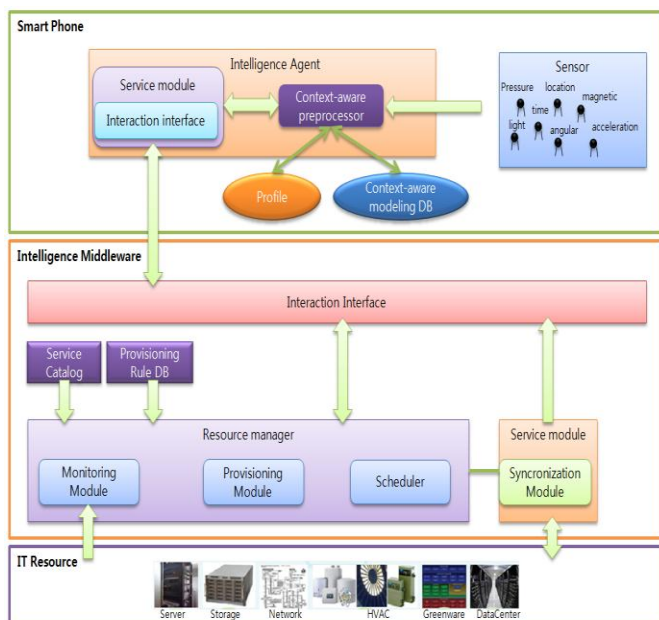 Smart Phone
Intelligence Agent
Service module
Interaction interface
Context-aware
preprocessor
Profile
Context-aware
modeling DB
Sensor
Pressure
location
magnetic
time
light
angular
acceleration
Intelligence Middleware
Interaction Interface
Service
Catalog
Provisioning
Rule DB
Resource manager
Monitoring
Module
Provisioning
Module
Scheduler
Service module
Syncronization
Module
IT Resource
Server
Storage
Network
HVAC
Greenware
DataCenter